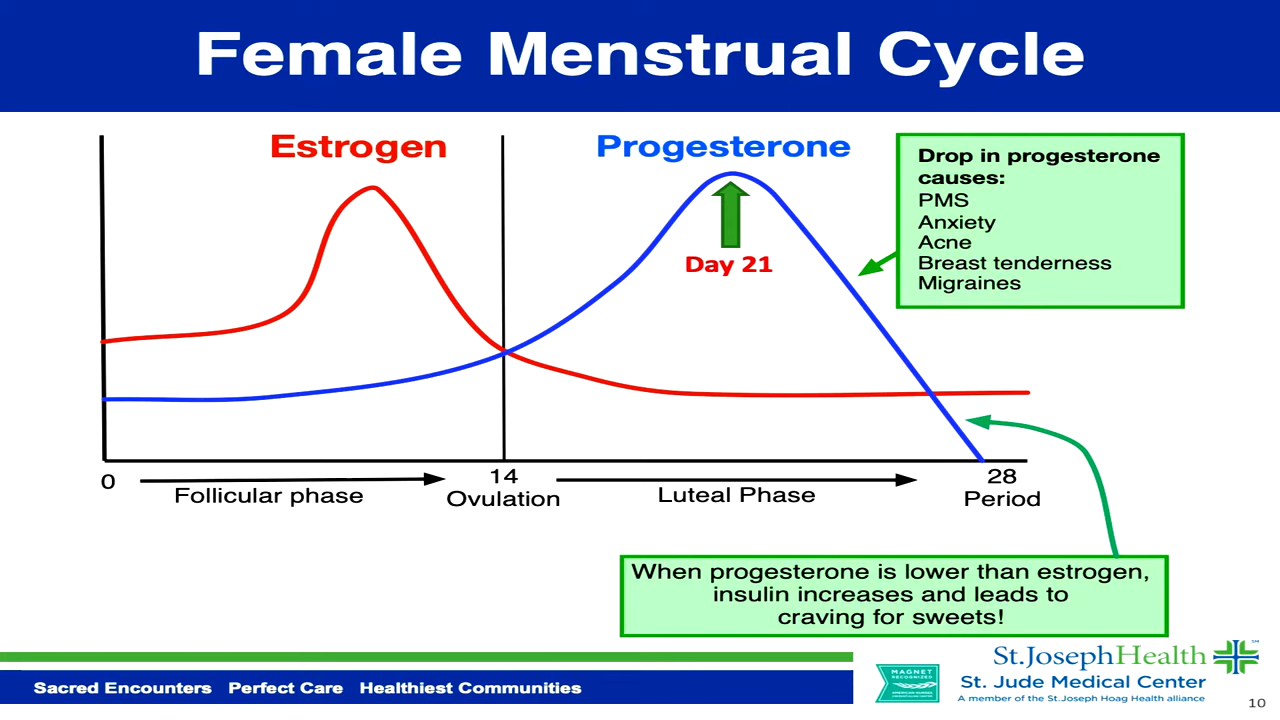 Female Menstrual Cycle
Estrogen
Progesterone
Day 21
Drop in progesterone
causes:
PMS
Anxiety
Acne
Breast tenderness
Migraines
0
14
28
Follicular phase
Ovulation
Luteal Phase
Period
When progesterone is lower than estrogen,
insulin increases and leads to
craving for sweets!
Sacred Encounters Perfect Care Healthiest Communities
MAGNET
RECOGNIZED
St.JosephHealth
SM
St. Jude Medical Center
A member of the St.Joseph Hoag Health alliance
10